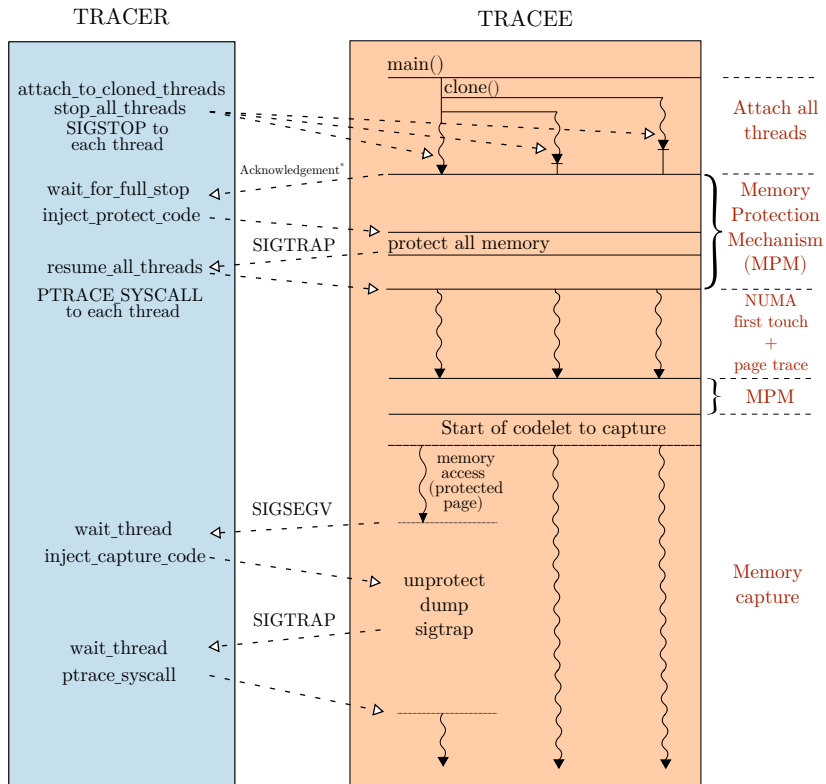 TRACER
TRACEE
main()
attach_to_cloned_threads
clone()
stop_all_threads
SIGSTOP to
each thread
Attach all
threads
Acknowledgement*
wait_for_full_stop
inject_protect_code
Memory
Protection
Mechanism
(MPM)
SIGTRAP
protect all memory
resume_all_threads
PTRACE_SYSCALL
to each thread
NUMA
first touch
+
page trace
MPM
Start of codelet to capture
memory
access
(protected
page)
SIGSEGV
wait_thread
inject_capture_code
unprotect
dump
sigtrap
Memory
capture
SIGTRAP
wait_thread
ptrace_syscall